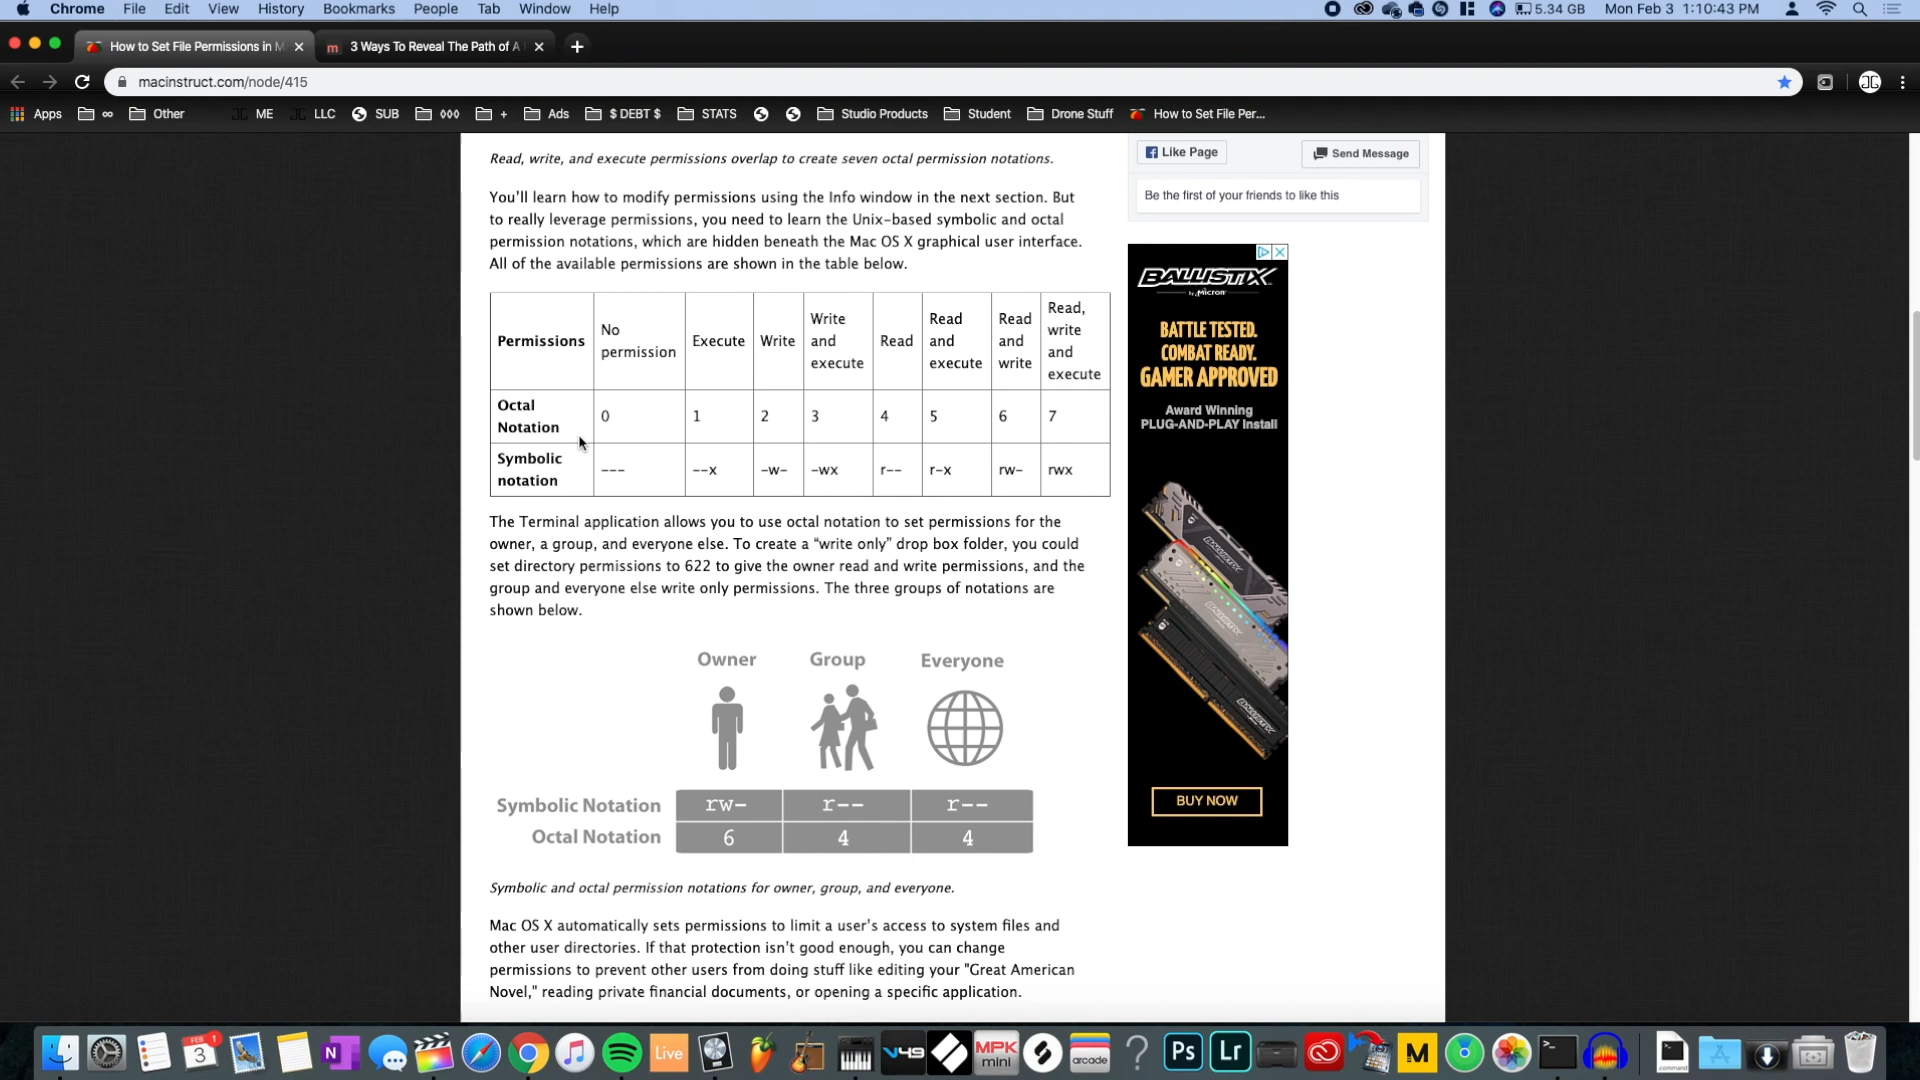 Chrome File Edit View History Bookmarks People Tab Window Help 5.34 GB Mon Feb 3 1:10:43 PM
How to Set File Permissions in M 3 Ways To Reveal The Path of A
macinstruct.com/node/415
Apps ∞ Other ME LLC SUB ◊◊◊ + Ads $ DEBT $ STATS Studio Products Student Drone Stuff How to Set File Per...
Read, write, and execute permissions overlap to create seven octal permission notations.
You'll learn how to modify permissions using the Info window in the next section. But
to really leverage permissions, you need to learn the Unix-based symbolic and octal
permission notations, which are hidden beneath the Mac OS X graphical user interface.
All of the available permissions are shown in the table below.
Permissions No permission Execute Write Write and execute Read Read and execute Read and write Read, write and execute
Octal Notation 0 1 2 3 4 5 6 7
Symbolic notation --- --x -w- -wx r-- r-x rw- rwx
The Terminal application allows you to use octal notation to set permissions for the
owner, a group, and everyone else. To create a “write only” drop box folder, you could
set directory permissions to 622 to give the owner read and write permissions, and the
group and everyone else write only permissions. The three groups of notations are
shown below.
Owner Group Everyone
Symbolic Notation rw- r-- r--
Octal Notation 6 4 4
Symbolic and octal permission notations for owner, group, and everyone.
Mac OS X automatically sets permissions to limit a user's access to system files and
other user directories. If that protection isn't good enough, you can change
permissions to prevent other users from doing stuff like editing your "Great American
Novel," reading private financial documents, or opening a specific application.
Like Page Send Message
Be the first of your friends to like this
BALLISTIX
by Micron
BATTLE TESTED.
COMBAT READY.
GAMER APPROVED
Award Winning
PLUG-AND-PLAY Install
BALLISTIX
BALLISTIX
BALLISTIX
BUY NOW
FEB 3 1 N Live V49 MPK mini arcade ? Ps Lr M